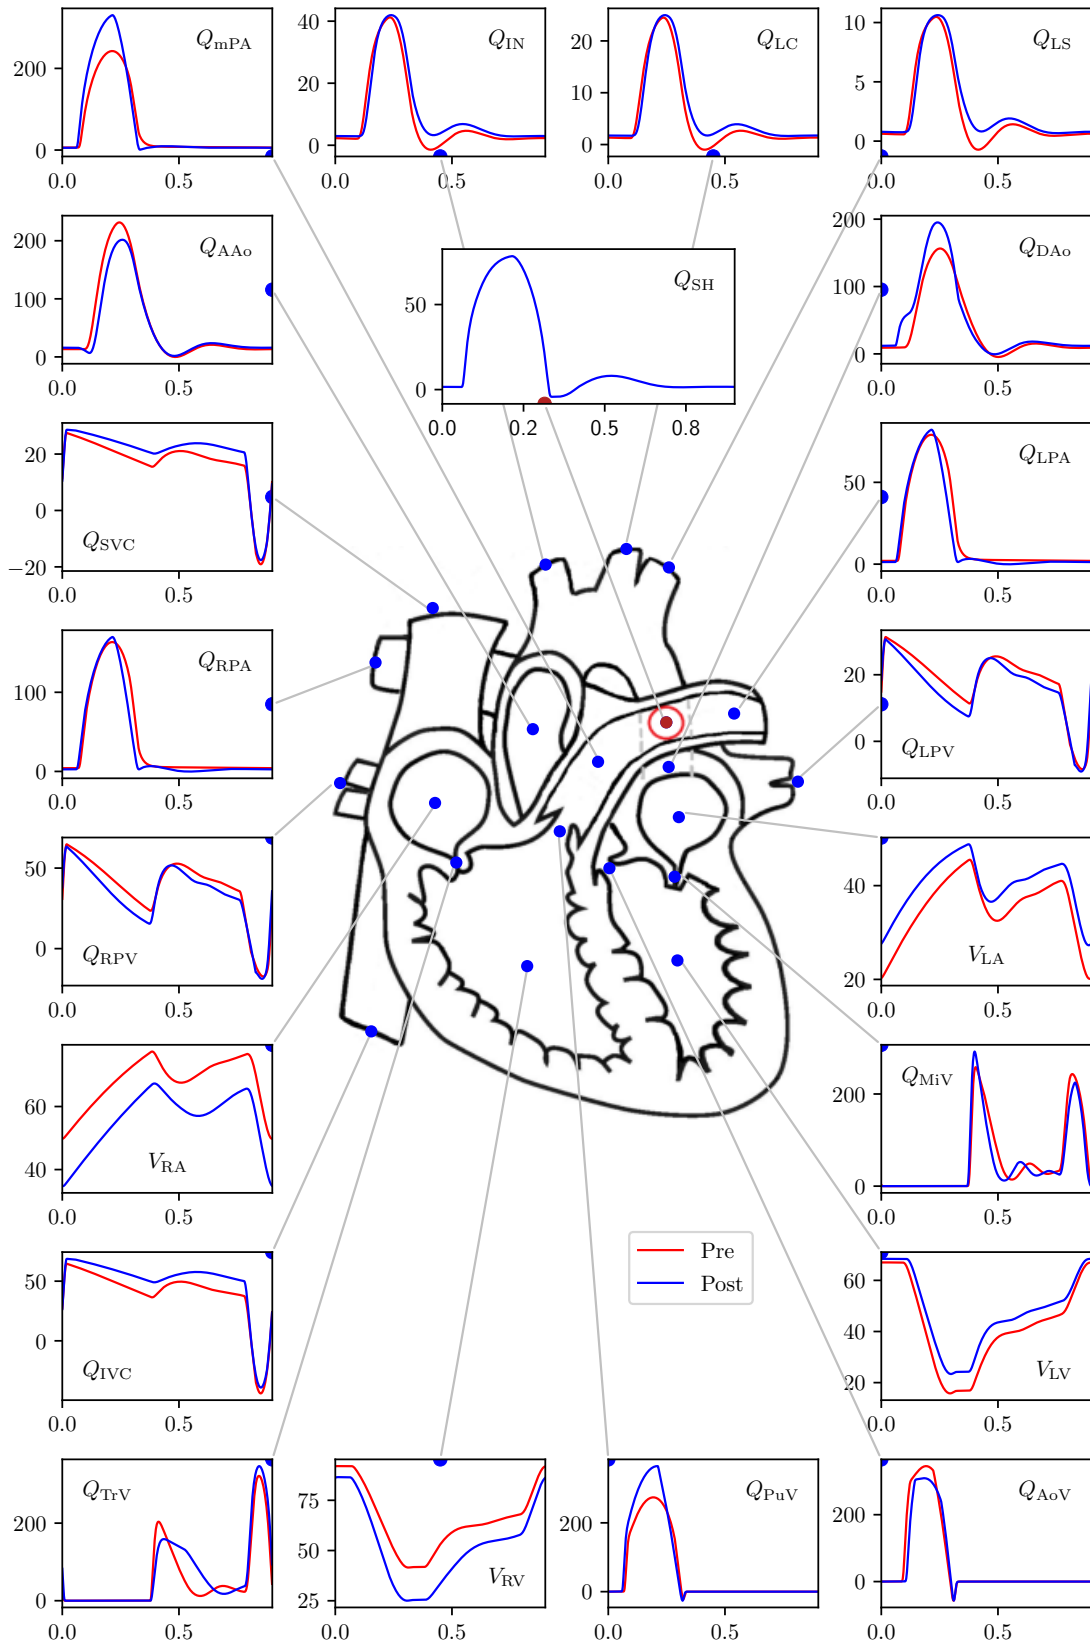 Q_mPA
200
0
0.0 0.5
Q_IN
40
20
0
0.0 0.5
Q_LC
20
10
0
0.0 0.5
Q_LS
10
5
0
0.0 0.5
Q_AAo
200
100
0
0.0 0.5
Q_SH
50
0
0.0 0.2 0.5 0.8
Q_DAo
200
100
0
0.0 0.5
Q_SVC
20
0
−20
0.0 0.5
Q_LPA
50
0
0.0 0.5
Q_RPA
100
0
0.0 0.5
Q_LPV
20
0
0.0 0.5
Q_RPV
50
0
0.0 0.5
V_LA
40
20
0.0 0.5
V_RA
60
40
0.0 0.5
Q_MiV
200
0
0.0 0.5
Pre
Post
Q_IVC
50
0
0.0 0.5
V_LV
60
40
20
0.0 0.5
Q_TrV
200
0
0.0 0.5
V_RV
75
50
25
0.0 0.5
Q_PuV
200
0
0.0 0.5
Q_AoV
200
0
0.0 0.5